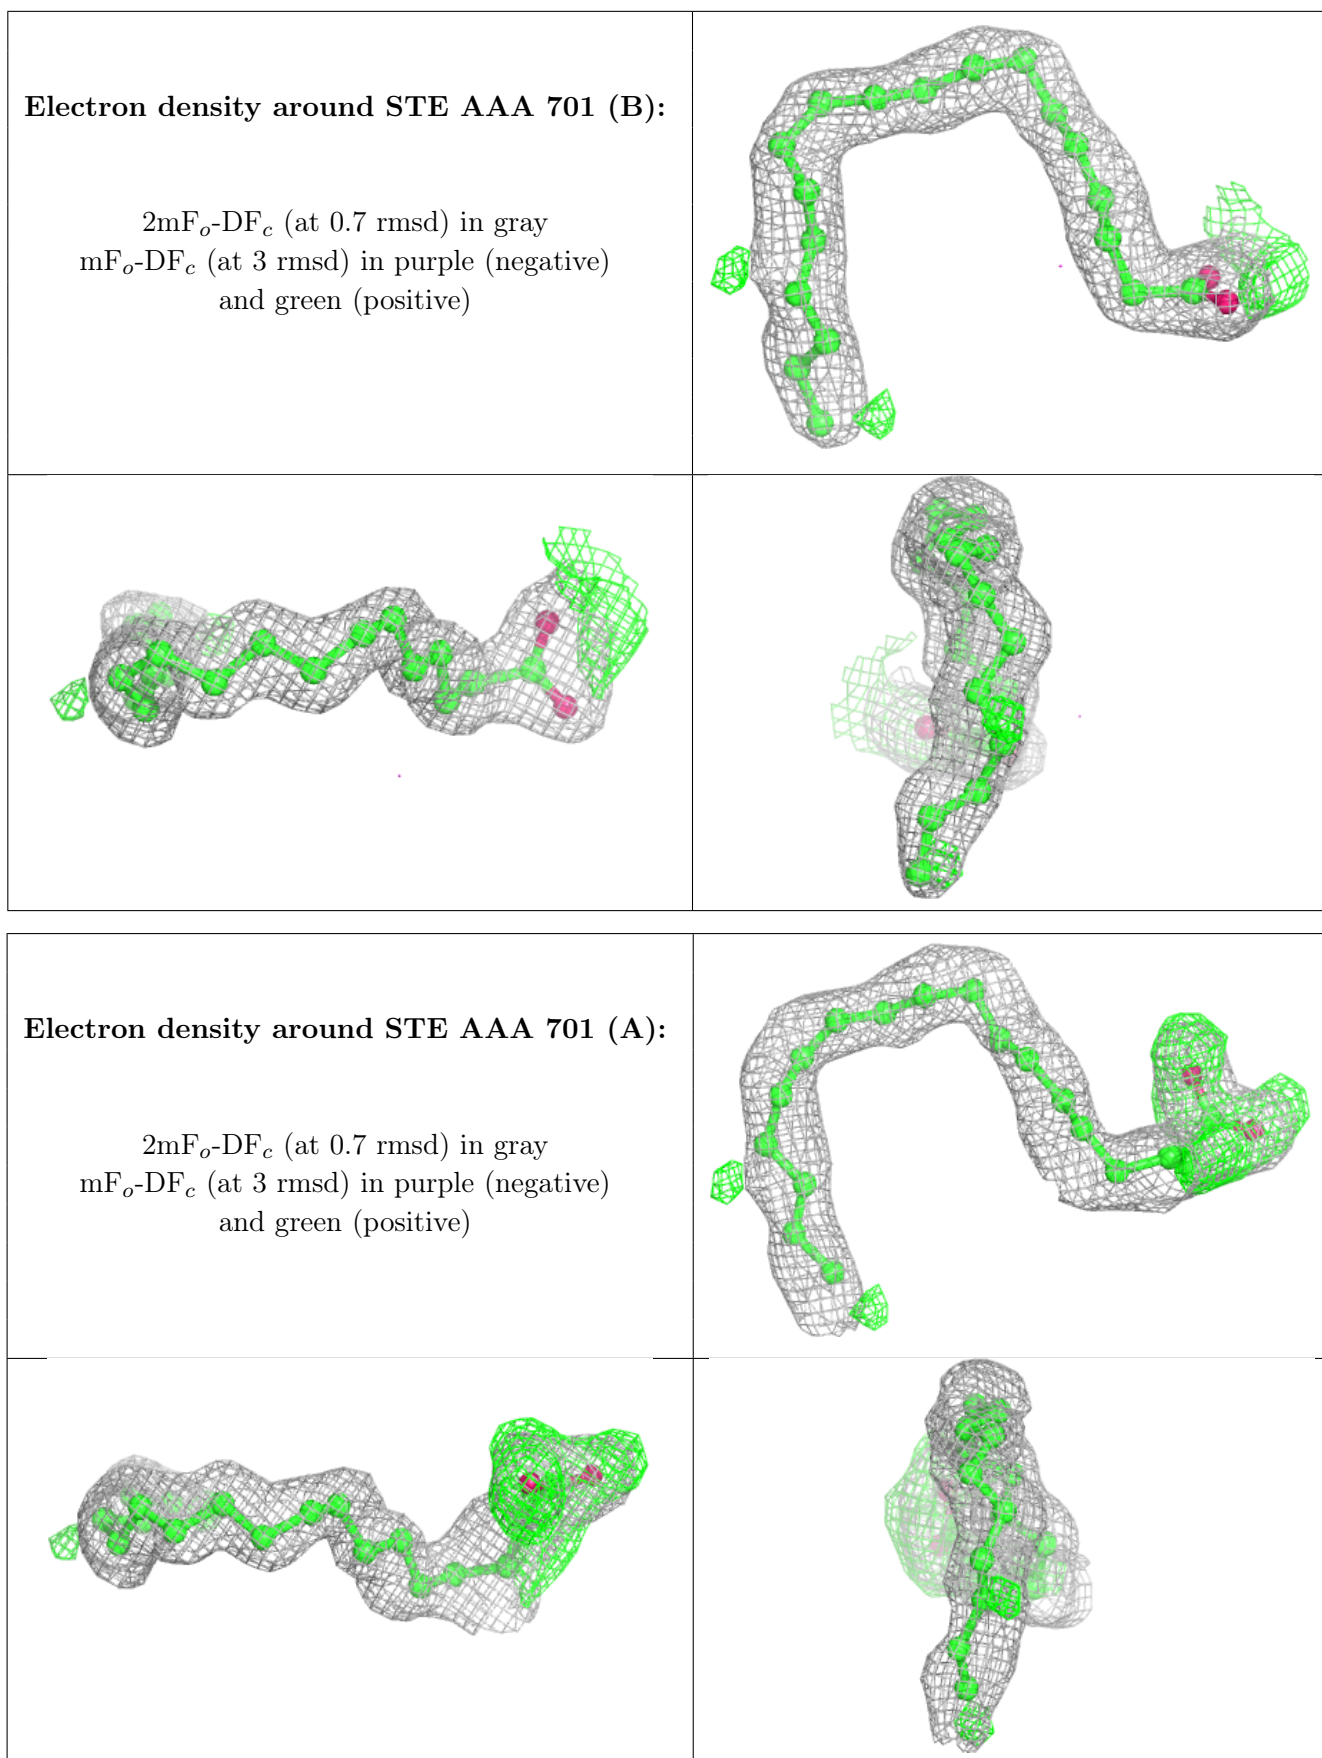 Electron density around STE AAA 701 (B):
2mFo-DFc (at 0.7 rmsd) in gray
mFo-DFc (at 3 rmsd) in purple (negative)
and green (positive)
Electron density around STE AAA 701 (A):
2mFo-DFc (at 0.7 rmsd) in gray
mFo-DFc (at 3 rmsd) in purple (negative)
and green (positive)